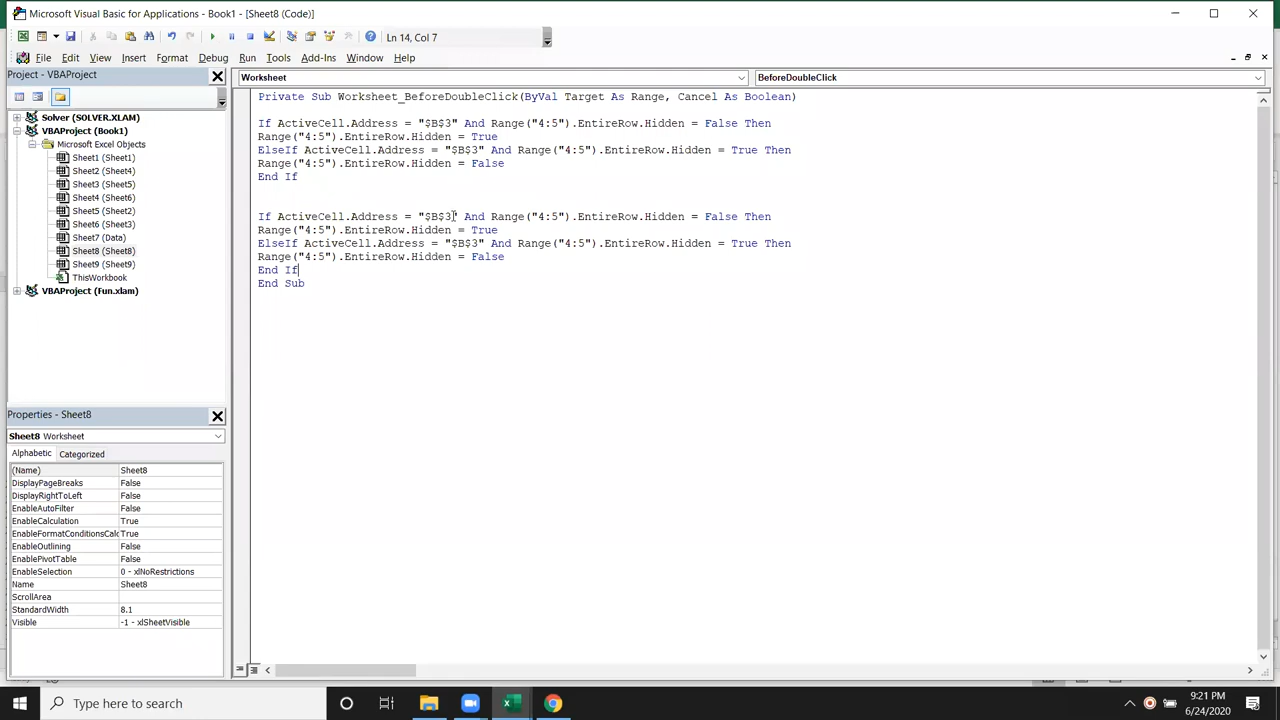 Microsoft Visual Basic for Applications - Book1 - [Sheet8 (Code)]
Ln 14, Col 7
File Edit View Insert Format Debug Run Tools Add-Ins Window Help
Project - VBAProject
Worksheet
BeforeDoubleClick
Solver (SOLVER.XLAM)
VBAProject (Book1)
Microsoft Excel Objects
Sheet1 (Sheet1)
Sheet2 (Sheet4)
Sheet3 (Sheet5)
Sheet4 (Sheet6)
Sheet5 (Sheet2)
Sheet6 (Sheet3)
Sheet7 (Data)
Sheet8 (Sheet8)
Sheet9 (Sheet9)
ThisWorkbook
VBAProject (Fun.xlam)
Private Sub Worksheet_BeforeDoubleClick(ByVal Target As Range, Cancel As Boolean)
If ActiveCell.Address = "$B$3" And Range("4:5").EntireRow.Hidden = False Then
Range("4:5").EntireRow.Hidden = True
ElseIf ActiveCell.Address = "$B$3" And Range("4:5").EntireRow.Hidden = True Then
Range("4:5").EntireRow.Hidden = False
End If
If ActiveCell.Address = "$B$3" And Range("4:5").EntireRow.Hidden = False Then
Range("4:5").EntireRow.Hidden = True
ElseIf ActiveCell.Address = "$B$3" And Range("4:5").EntireRow.Hidden = True Then
Range("4:5").EntireRow.Hidden = False
End If
End Sub
Properties - Sheet8
Sheet8 Worksheet
Alphabetic Categorized
(Name) Sheet8
DisplayPageBreaks False
DisplayRightToLeft False
EnableAutoFilter False
EnableCalculation True
EnableFormatConditionsCalc True
EnableOutlining False
EnablePivotTable False
EnableSelection 0 - xlNoRestrictions
Name Sheet8
ScrollArea
StandardWidth 8.1
Visible -1 - xlSheetVisible
Type here to search
9:21 PM
6/24/2020